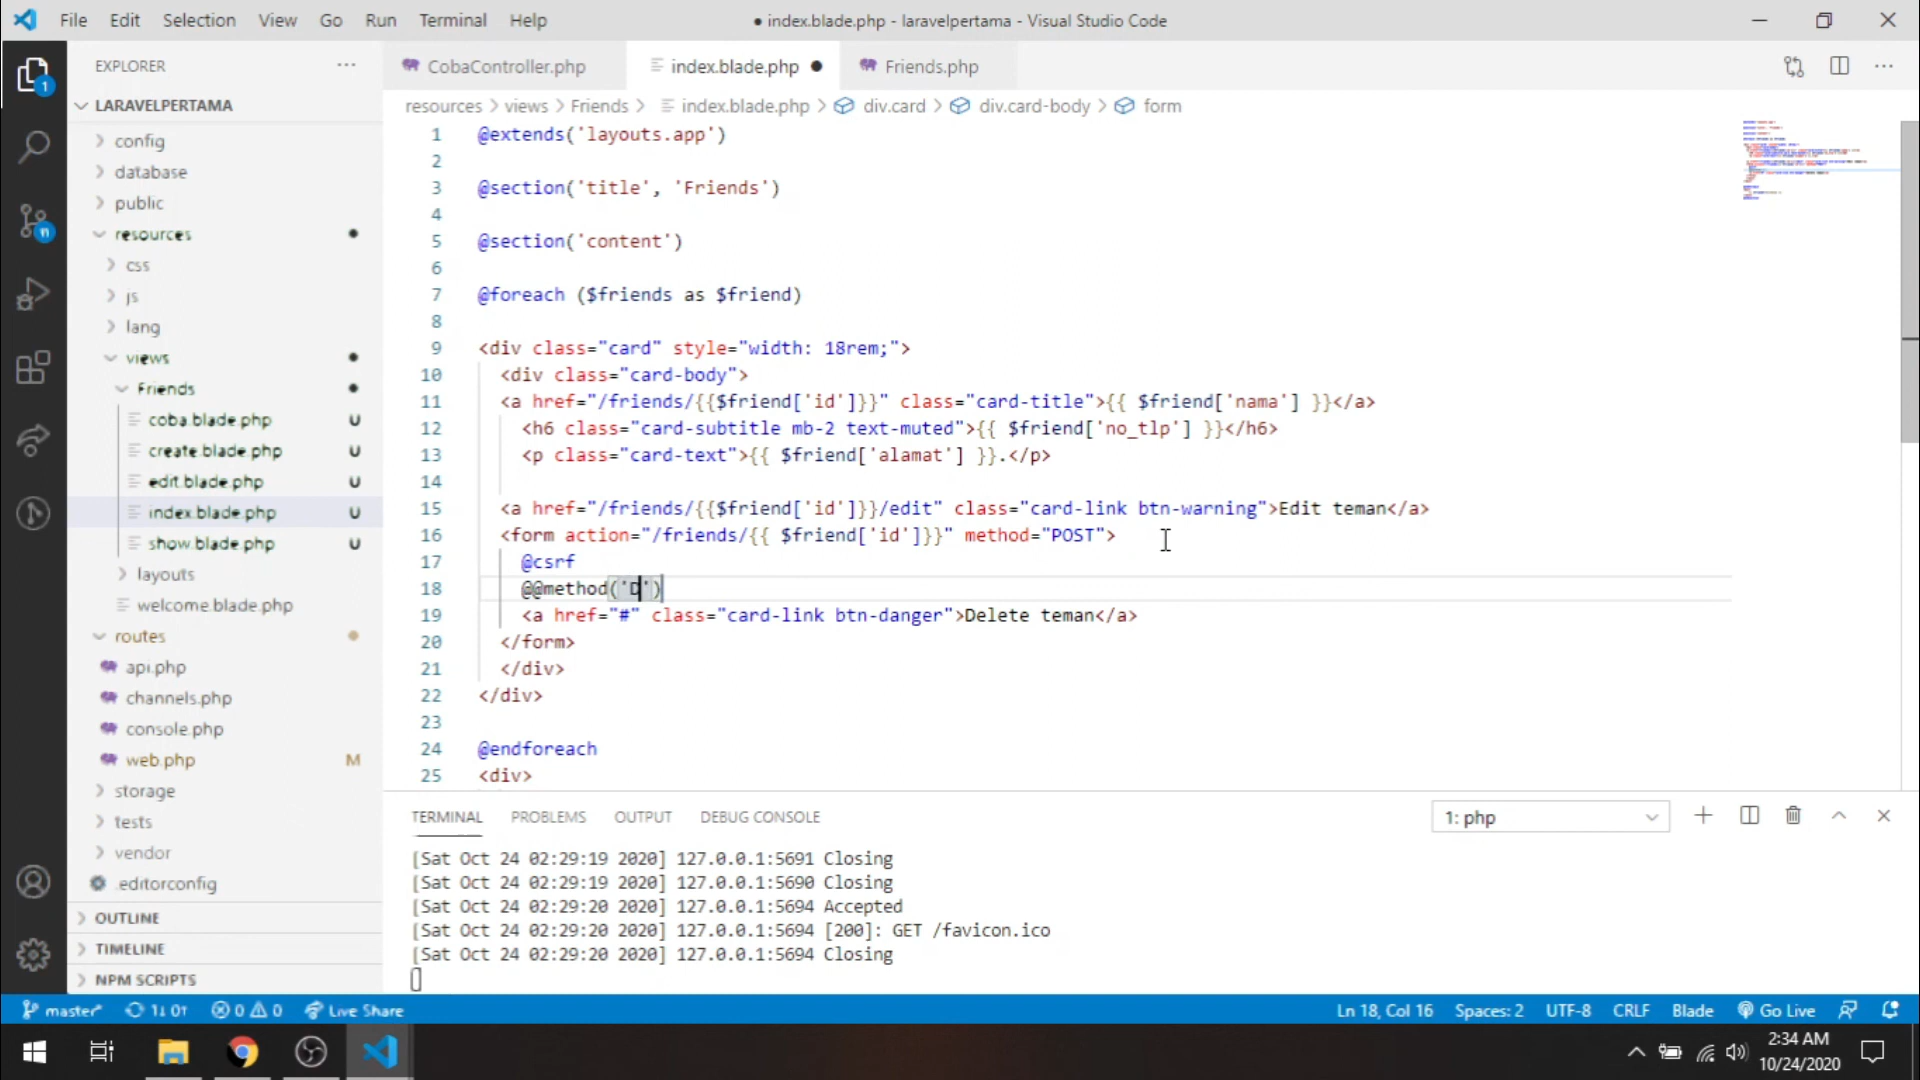 File Edit Selection View Go Run Terminal Help
● index.blade.php - laravelpertama - Visual Studio Code
EXPLORER
CobaController.php index.blade.php Friends.php
LARAVELPERTAMA
resources > views > Friends > index.blade.php > div.card > div.card-body > form
config
database
public
resources
css
js
lang
views
Friends
coba.blade.php U
create.blade.php U
edit.blade.php U
index.blade.php U
show.blade.php U
layouts
welcome.blade.php
routes
api.php
channels.php
console.php
web.php M
storage
tests
vendor
.editorconfig
OUTLINE
TIMELINE
NPM SCRIPTS
1 @extends('layouts.app')
2
3 @section('title', 'Friends')
4
5 @section('content')
6
7 @foreach ($friends as $friend)
8
9 <div class="card" style="width: 18rem;">
10 <div class="card-body">
11 <a href="/friends/{{$friend['id']}}" class="card-title">{{ $friend['nama'] }}</a>
12 <h6 class="card-subtitle mb-2 text-muted">{{ $friend['no_tlp'] }}</h6>
13 <p class="card-text">{{ $friend['alamat'] }}.</p>
14
15 <a href="/friends/{{$friend['id']}}/edit" class="card-link btn-warning">Edit teman</a>
16 <form action="/friends/{{ $friend['id']}}" method="POST">
17 @csrf
18 @@method('D')
19 <a href="#" class="card-link btn-danger">Delete teman</a>
20 </form>
21 </div>
22 </div>
23
24 @endforeach
25 <div>
TERMINAL PROBLEMS OUTPUT DEBUG CONSOLE
1: php
[Sat Oct 24 02:29:19 2020] 127.0.0.1:5691 Closing
[Sat Oct 24 02:29:19 2020] 127.0.0.1:5690 Closing
[Sat Oct 24 02:29:20 2020] 127.0.0.1:5694 Accepted
[Sat Oct 24 02:29:20 2020] 127.0.0.1:5694 [200]: GET /favicon.ico
[Sat Oct 24 02:29:20 2020] 127.0.0.1:5694 Closing
master* 1↓ 0↑ 0 0 Live Share
Ln 18, Col 16 Spaces: 2 UTF-8 CRLF Blade Go Live
2:34 AM
10/24/2020